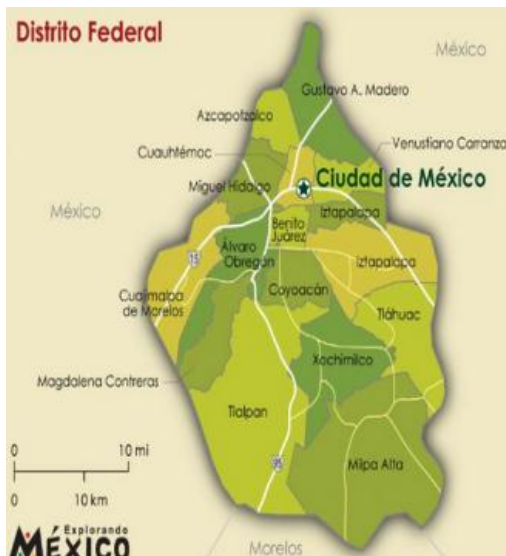 Distrito Federal
México
Gustavo A. Madero
Azcapotzalco
Venustiano Carranza
Cuauhtémoc
Ciudad de México
Miguel Hidalgo
México
Iztapalapa
Benito
Juárez
Álvaro
Obregón
Iztapalapa
15
Coyoacán
Cuajimalpa
de Morelos
Tláhuac
Xochimilco
Magdalena Contreras
Tlalpan
0 10 mi
Milpa Alta
95
0 10 km
Explorando
MÉXICO
Morelos